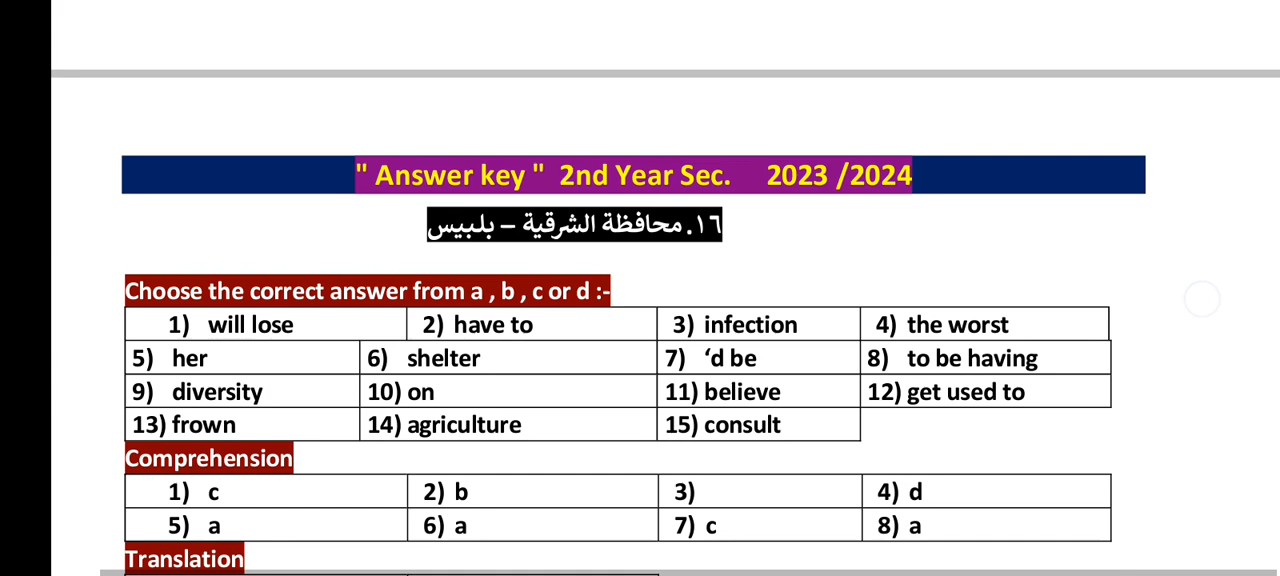 " Answer key " 2nd Year Sec. 2023 /2024
١٦. محافظة الشرقية – بلبيس
Choose the correct answer from a , b , c or d :-
1) will lose 2) have to 3) infection 4) the worst
5) her 6) shelter 7) ‘d be 8) to be having
9) diversity 10) on 11) believe 12) get used to
13) frown 14) agriculture 15) consult
Comprehension
1) c 2) b 3) 4) d
5) a 6) a 7) c 8) a
Translation